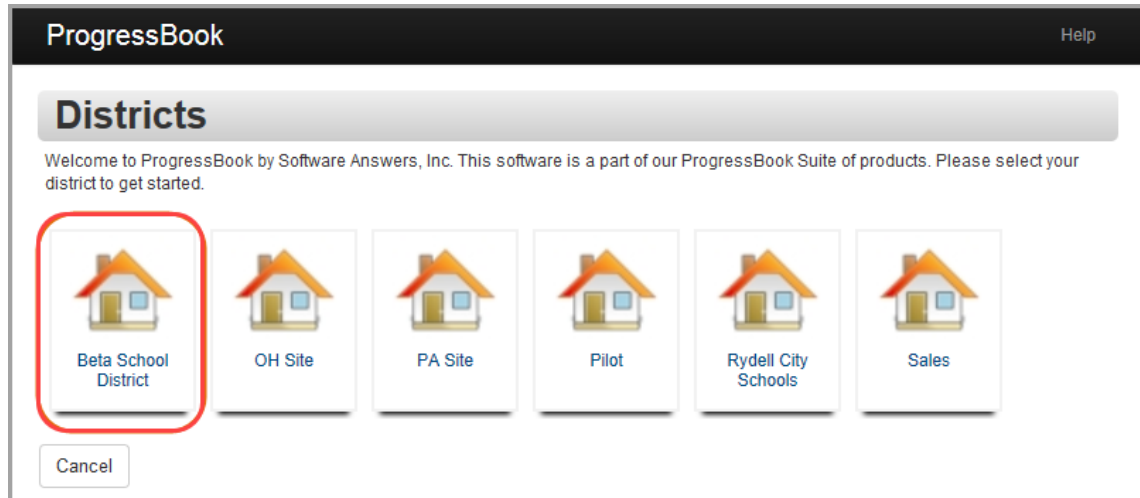 ProgressBook
Help
Districts
Welcome to ProgressBook by Software Answers, Inc. This software is a part of our ProgressBook Suite of products. Please select your
district to get started.
Beta School
District
OH Site
PA Site
Pilot
Rydell City
Schools
Sales
Cancel